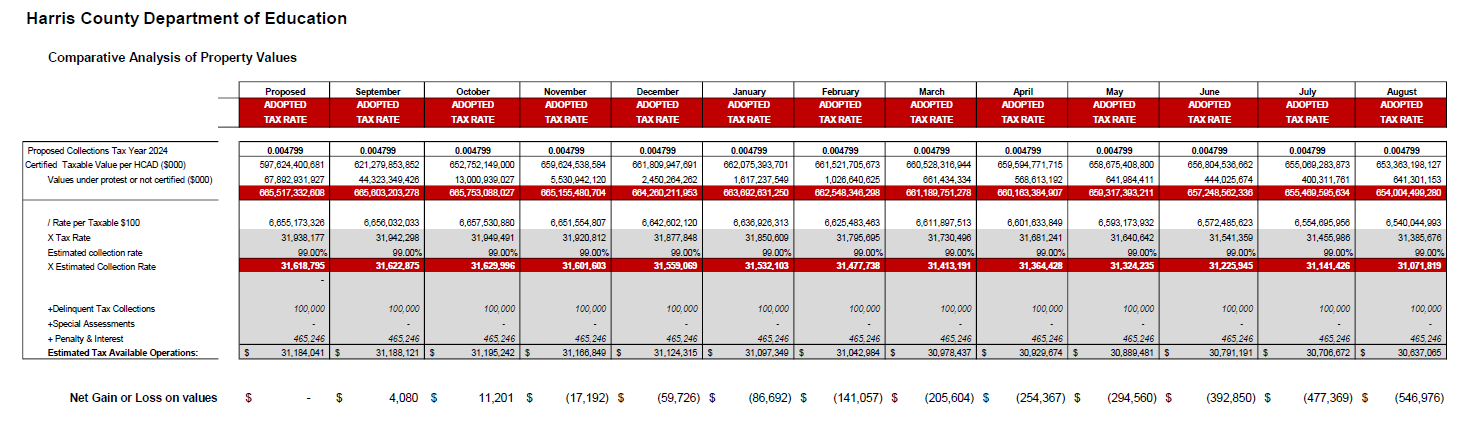 Harris County Department of Education
Comparative Analysis of Property Values
Proposed September October November December January February March April May June July August
ADOPTED ADOPTED ADOPTED ADOPTED ADOPTED ADOPTED ADOPTED ADOPTED ADOPTED ADOPTED ADOPTED ADOPTED ADOPTED
TAX RATE TAX RATE TAX RATE TAX RATE TAX RATE TAX RATE TAX RATE TAX RATE TAX RATE TAX RATE TAX RATE TAX RATE TAX RATE
Proposed Collections Tax Year 2024 0.004799 0.004799 0.004799 0.004799 0.004799 0.004799 0.004799 0.004799 0.004799 0.004799 0.004799 0.004799 0.004799
Certified Taxable Value per HCAD ($000) 597,624,400,681 621,279,853,852 652,752,149,000 659,624,538,584 661,809,947,691 662,075,393,701 661,521,705,673 660,528,316,944 659,594,771,715 658,675,408,800 656,804,536,662 655,069,283,873 653,363,198,127
Values under protest or not certified ($000) 67,892,931,927 44,323,349,426 13,000,939,027 5,530,942,120 2,450,264,262 1,617,237,549 1,026,640,625 661,434,334 568,613,192 641,984,411 444,025,674 400,311,761 641,301,153
665,517,332,608 665,603,203,278 665,753,088,027 665,155,480,704 664,260,211,953 663,692,631,250 662,548,346,298 661,189,751,278 660,163,384,907 659,317,393,211 657,248,562,336 655,469,595,634 654,004,499,280
/ Rate per Taxable $100 6,655,173,326 6,656,032,033 6,657,530,880 6,651,554,807 6,642,602,120 6,636,926,313 6,625,483,463 6,611,897,513 6,601,633,849 6,593,173,932 6,572,485,623 6,554,695,956 6,540,044,993
X Tax Rate 31,938,177 31,942,298 31,949,491 31,920,812 31,877,848 31,850,609 31,795,695 31,730,496 31,681,241 31,640,642 31,541,359 31,455,986 31,385,676
Estimated collection rate 99.00% 99.00% 99.00% 99.00% 99.00% 99.00% 99.00% 99.00% 99.00% 99.00% 99.00% 99.00% 99.00%
X Estimated Collection Rate 31,618,795 31,622,875 31,629,996 31,601,603 31,559,069 31,532,103 31,477,738 31,413,191 31,364,428 31,324,235 31,225,945 31,141,426 31,071,819
-
+Delinquent Tax Collections 100,000 100,000 100,000 100,000 100,000 100,000 100,000 100,000 100,000 100,000 100,000 100,000 100,000
+Special Assessments - - - - - - - - - - - - -
+ Penalty & Interest 465,246 465,246 465,246 465,246 465,246 465,246 465,246 465,246 465,246 465,246 465,246 465,246 465,246
Estimated Tax Available Operations: $ 31,184,041 $ 31,188,121 $ 31,195,242 $ 31,166,849 $ 31,124,315 $ 31,097,349 $ 31,042,984 $ 30,978,437 $ 30,929,674 $ 30,889,481 $ 30,791,191 $ 30,706,672 $ 30,637,065
Net Gain or Loss on values $ - $ 4,080 $ 11,201 $ (17,192) $ (59,726) $ (86,692) $ (141,057) $ (205,604) $ (254,367) $ (294,560) $ (392,850) $ (477,369) $ (546,976)